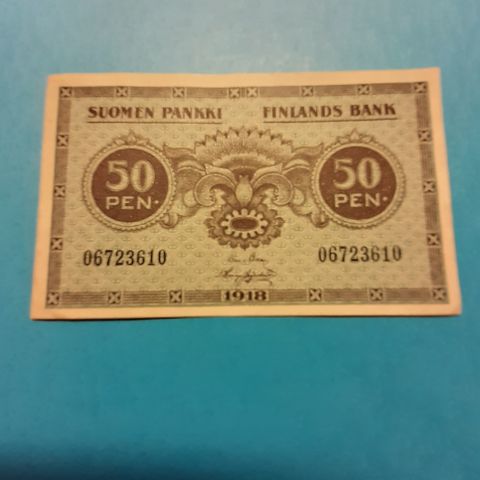 SUOMEN PANKKI FINLANDS BANK
50 50
PEN. PEN.
06723610 06723610
1918